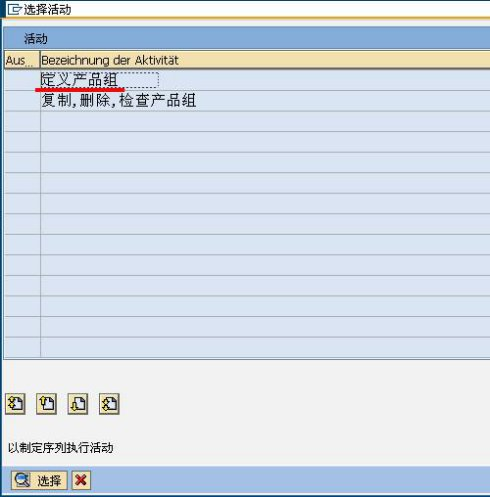 选择活动
活动
Aus... Bezeichnung der Aktivität
定义产品组
复制,删除,检查产品组
以制定序列执行活动
选择